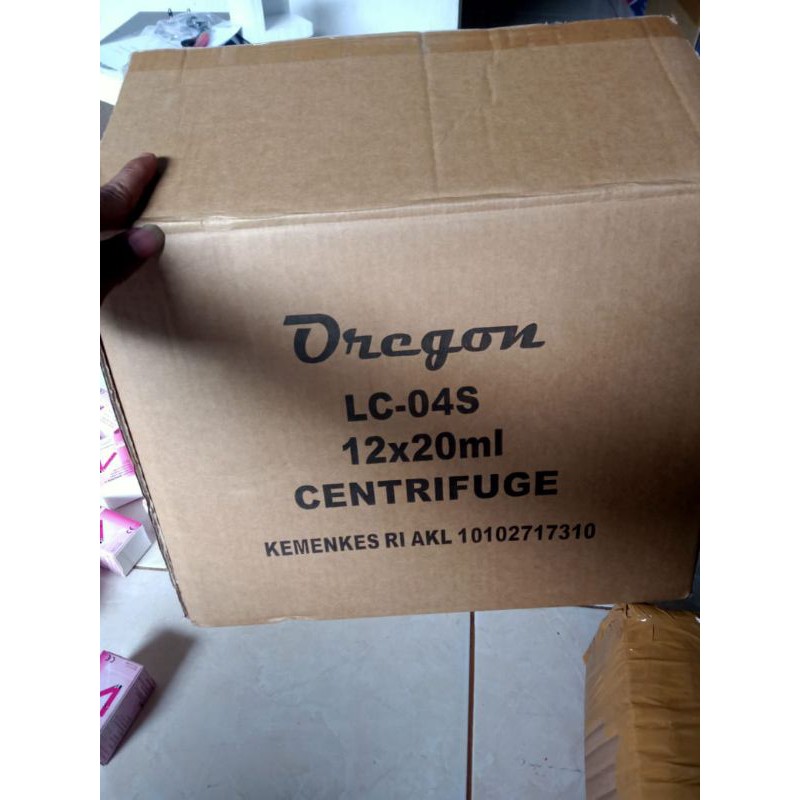 Oregon
LC-04S
12x20ml
CENTRIFUGE
KEMENKES RI AKL 10102717310